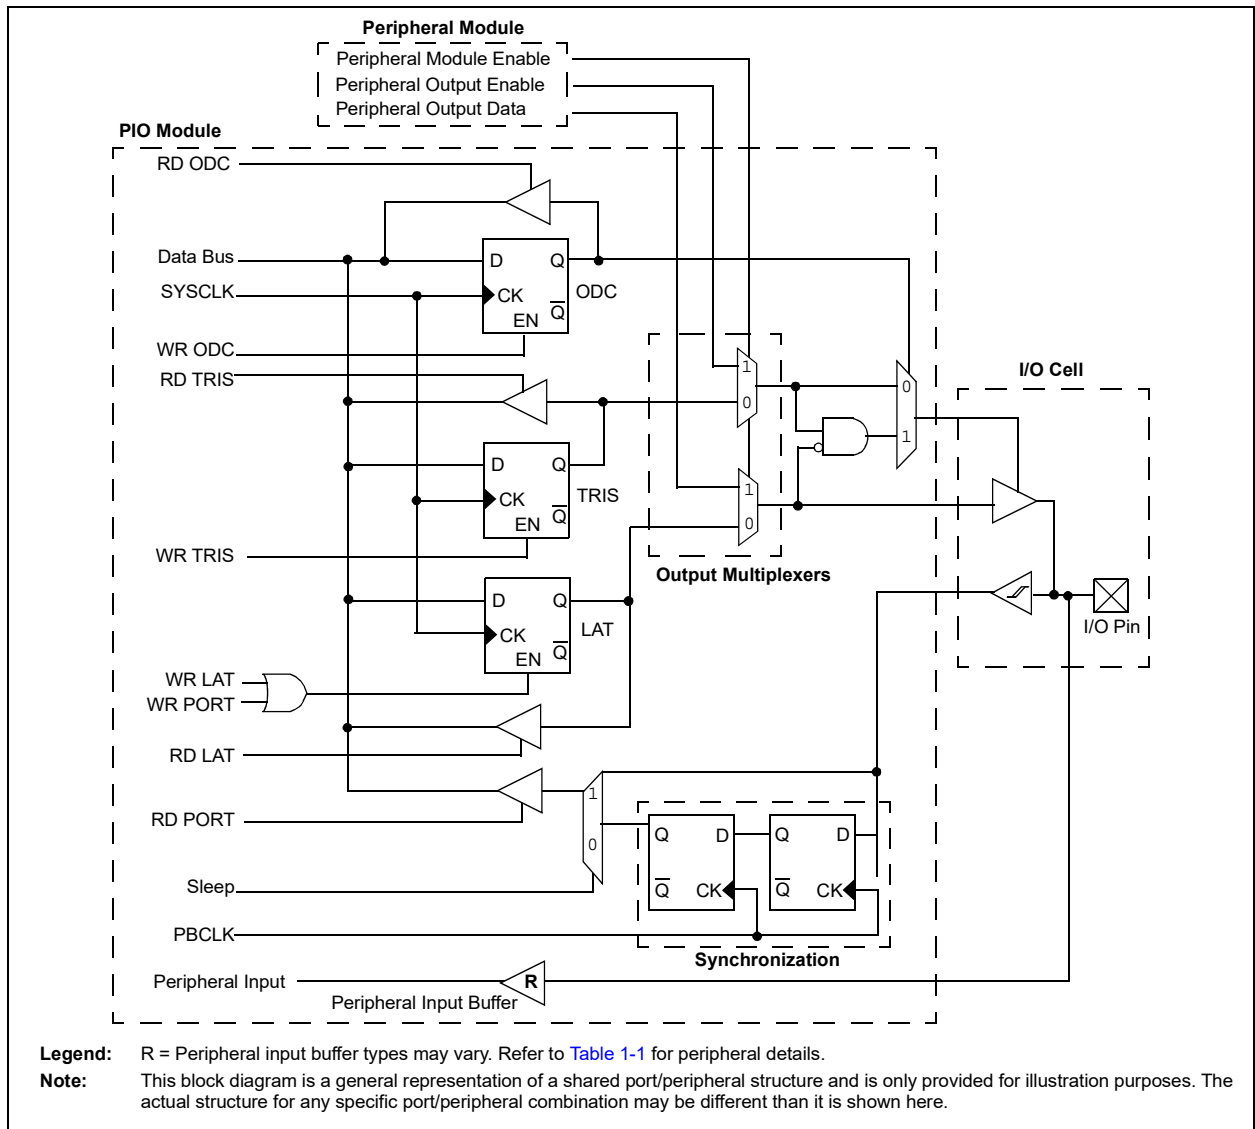 Peripheral Module
Peripheral Module Enable
Peripheral Output Enable
Peripheral Output Data
PIO Module
RD ODC
Data Bus
D Q
SYSCLK
CK
ODC
EN Q
WR ODC
RD TRIS
1
0
I/O Cell
0
1
D Q
CK
TRIS
EN Q
1
0
WR TRIS
Output Multiplexers
D Q
CK
LAT
EN Q
I/O Pin
WR LAT
WR PORT
RD LAT
1
0
RD PORT
Q D Q D
Sleep
Q CK Q CK
PBCLK
Synchronization
Peripheral Input
R
Peripheral Input Buffer
Legend: R = Peripheral input buffer types may vary. Refer to Table 1-1 for peripheral details.
Note: This block diagram is a general representation of a shared port/peripheral structure and is only provided for illustration purposes. The
actual structure for any specific port/peripheral combination may be different than it is shown here.